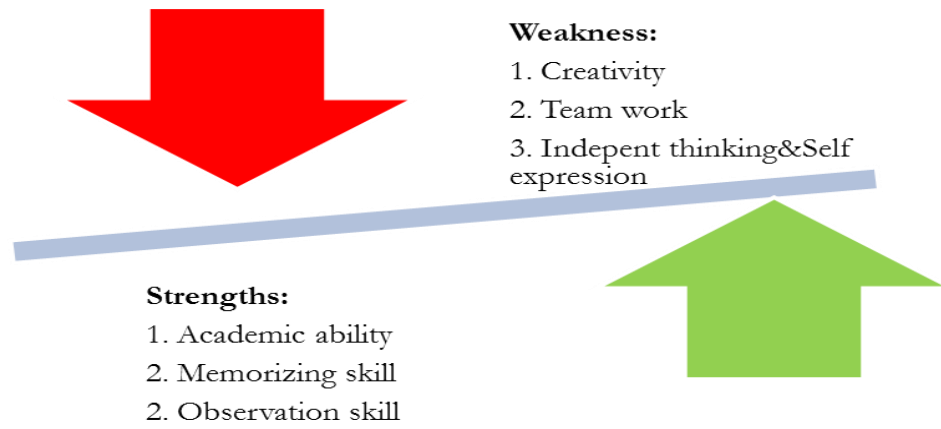 Weakness:
1. Creativity
2. Team work
3. Indepent thinking&Self
expression
Strengths:
1. Academic ability
2. Memorizing skill
2. Observation skill